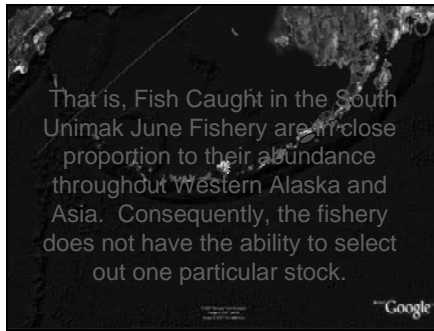 That is, Fish Caught in the South
Unimak June Fishery are in close
proportion to their abundance
throughout Western Alaska and
Asia. Consequently, the fishery
does not have the ability to select
out one particular stock.
Google